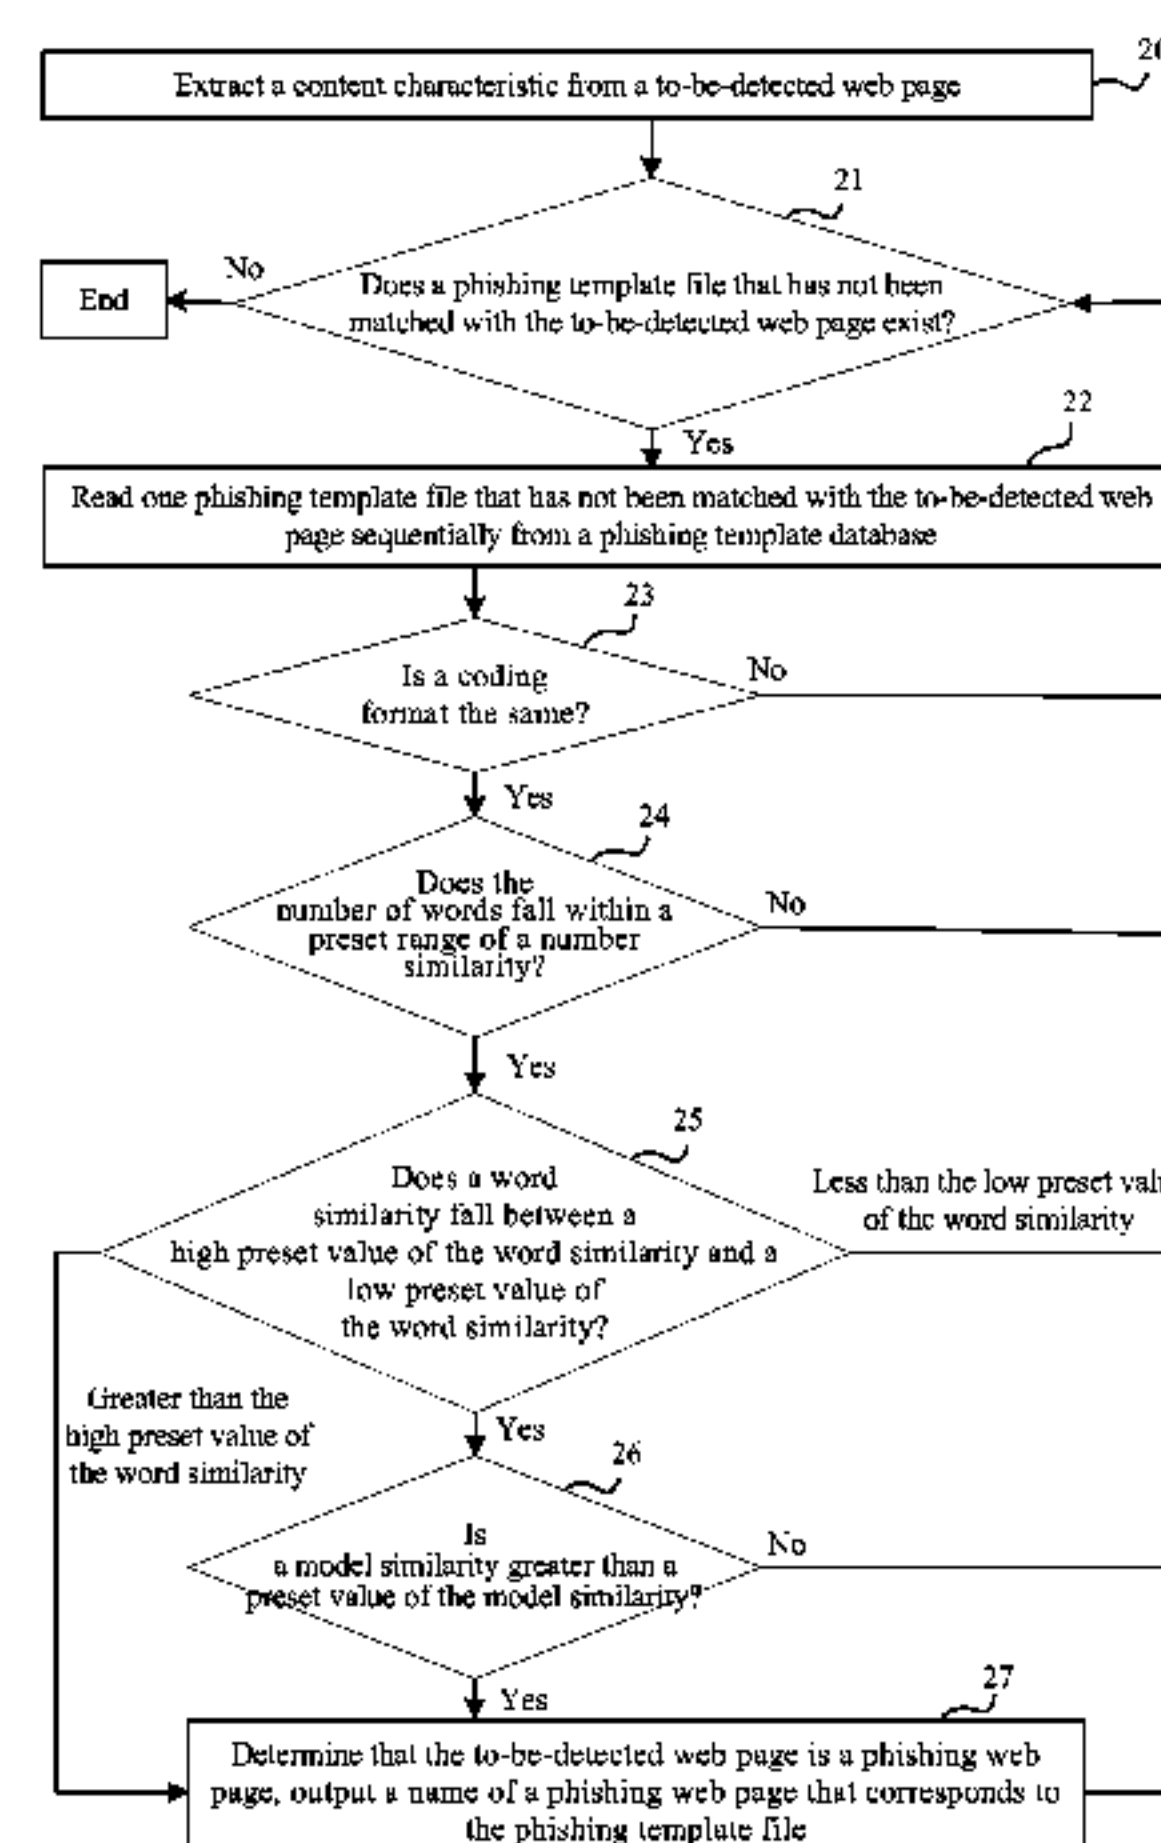 20
Extract a content characteristic from a to-be-detected web page
21
No
End
Does a phishing template file that has not been
matched with the to-be-detected web page exist?
22
Yes
Read one phishing template file that has not been matched with the to-be-detected web
page sequentially from a phishing template database
23
Is a coding
format the same?
No
Yes
24
Does the
number of words fall within a
preset range of a number
similarity?
No
Yes
25
Does a word
similarity fall between a
high preset value of the word similarity and a
low preset value of
the word similarity?
Less than the low preset val
of the word similarity
Greater than the
high preset value of
the word similarity
Yes
26
Is
a model similarity greater than a
preset value of the model similarity?
No
Yes
27
Determine that the to-be-detected web page is a phishing web
page, output a name of a phishing web page that corresponds to
the phishing template file